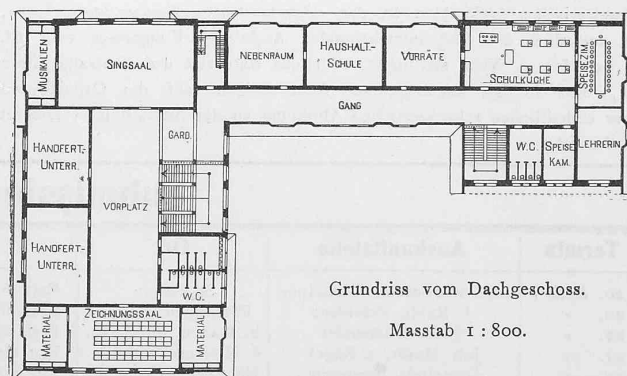 MUSIKALIEN
SINGSAAL
NEBENRAUM
HAUSHALT-
SCHULE
VORRÄTE
SCHULKÜCHE
SPEISEZIM.
GANG
HANDFERT-
UNTERR.
GARD.
W.C.
SPEISE
KAM.
LEHRERIN
VORPLATZ
HANDFERT-
UNTERR.
W.C.
MATERIAL
ZEICHNUNGSSAAL
MATERIAL
Grundriss vom Dachgeschoss.
Masstab 1 : 800.